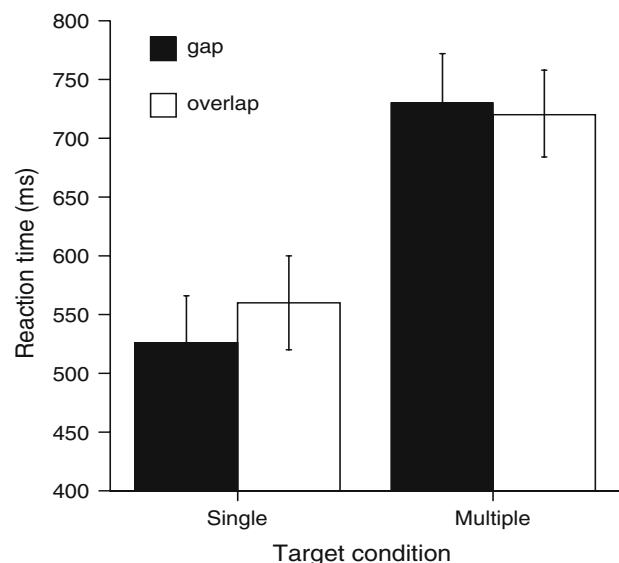 800
750
700
650
600
550
500
450
400
Reaction time (ms)
gap
overlap
Single
Multiple
Target condition